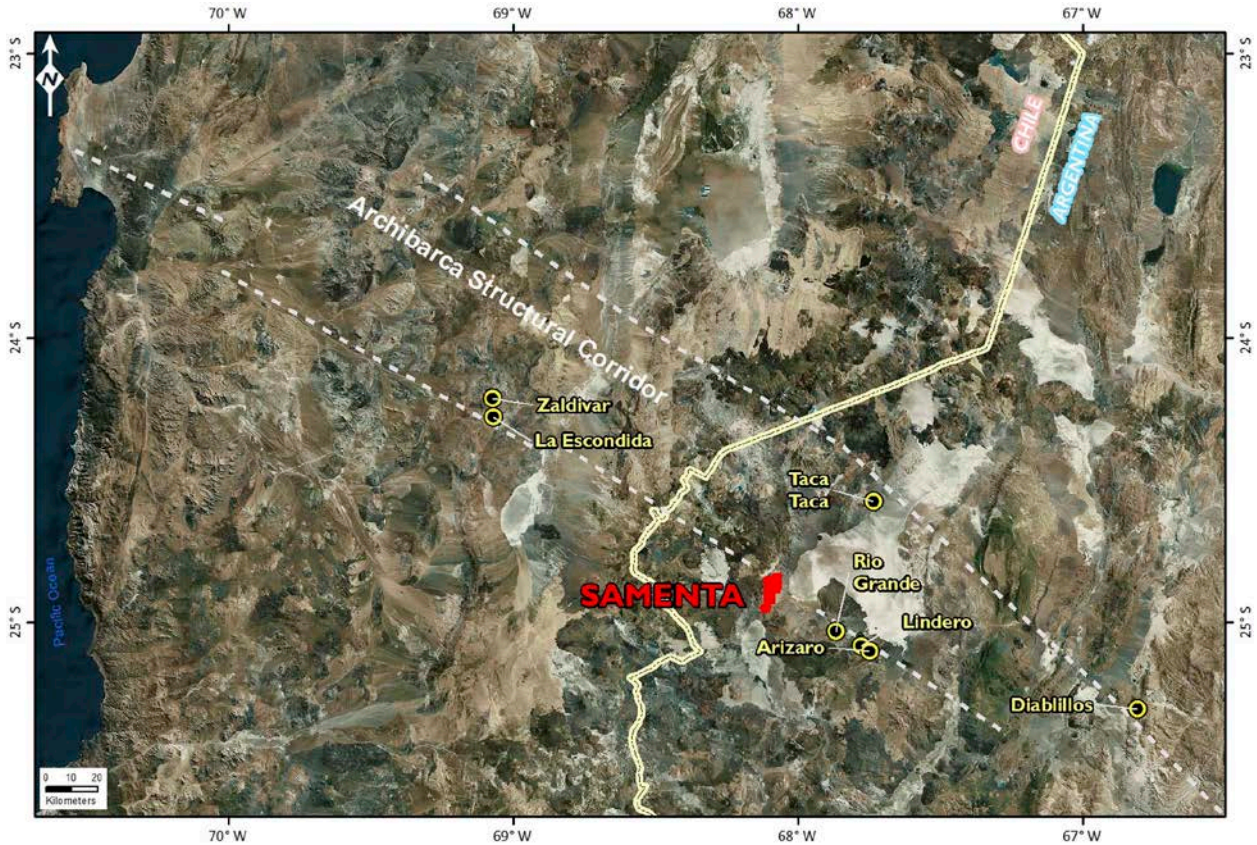 70° W
69° W
68° W
67° W
23° S
23° S
N
CHILE
ARGENTINA
Archibarca Structural Corridor
24° S
24° S
Zaldivar
La Escondida
Taca
Taca
Rio
Grande
SAMENTA
Lindero
25° S
25° S
Arizaro
Pacific Ocean
Diablillos
0 10 20
Kilometers
70° W
69° W
68° W
67° W